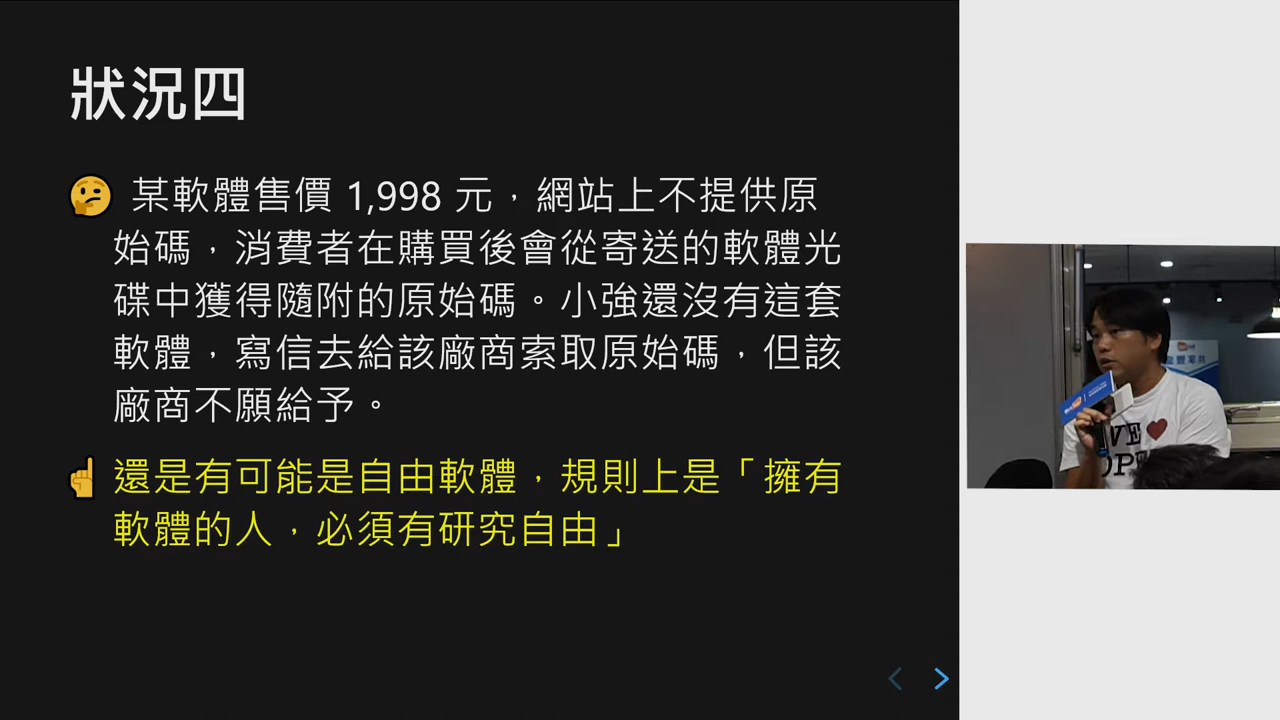 狀況四
🤔 某軟體售價 1,998 元，網站上不提供原
始碼，消費者在購買後會從寄送的軟體光
碟中獲得隨附的原始碼。小強還沒有這套
軟體，寫信去給該廠商索取原始碼，但該
廠商不願給予。
☝ 還是有可能是自由軟體，規則上是「擁有
軟體的人，必須有研究自由」